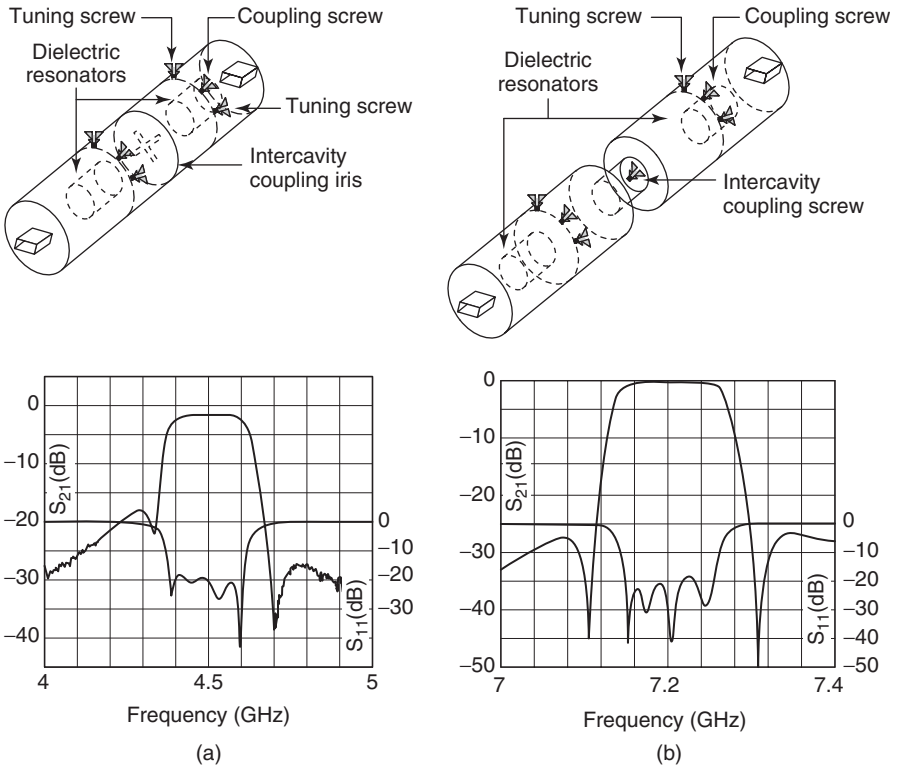 Tuning screw
Coupling screw
Dielectric
resonators
Tuning screw
Intercavity
coupling iris
Tuning screw
Coupling screw
Dielectric
resonators
Intercavity
coupling screw
0
−10
−20
−30
−40
S21(dB)
0
−10
−20
−30
S11(dB)
4
4.5
5
Frequency (GHz)
(a)
0
−10
−20
−30
−40
−50
S21(dB)
0
−10
−20
−30
−40
−50
S11(dB)
7
7.2
7.4
Frequency (GHz)
(b)